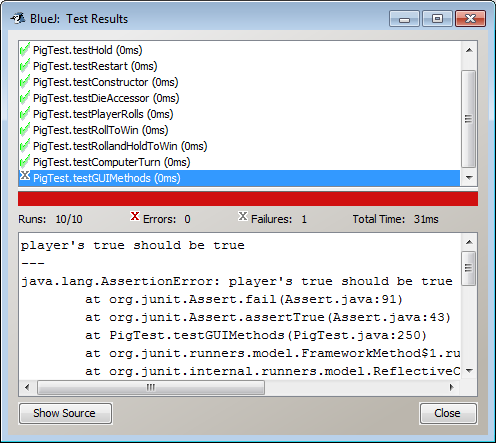 BlueJ: Test Results
PigTest.testHold (0ms)
PigTest.testRestart (0ms)
PigTest.testConstructor (0ms)
PigTest.testDieAccessor (0ms)
PigTest.testPlayerRolls (0ms)
PigTest.testRollToWin (0ms)
PigTest.testRollandHoldToWin (0ms)
PigTest.testComputerTurn (0ms)
PigTest.testGUIMethods (0ms)
Runs: 10/10 Errors: 0 Failures: 1 Total Time: 31ms
player's true should be true
---
java.lang.AssertionError: player's true should be true
at org.junit.Assert.fail(Assert.java:91)
at org.junit.Assert.assertTrue(Assert.java:43)
at PigTest.testGUIMethods(PigTest.java:250)
at org.junit.runners.model.FrameworkMethod$1.ru
at org.junit.internal.runners.model.ReflectiveC
Show Source Close